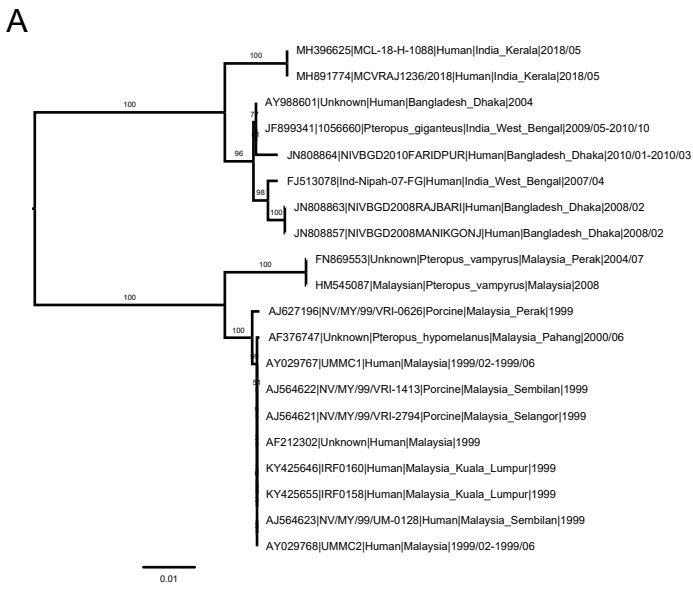 A
100
MH396625|MCL-18-H-1088|Human|India_Kerala|2018/05
MH891774|MCVRAJ1236/2018|Human|India_Kerala|2018/05
100
AY988601|Unknown|Human|Bangladesh_Dhaka|2004
JF899341|1056660|Pteropus_giganteus|India_West_Bengal|2009/05-2010/10
96
JN808864|NIVBGD2010FARIDPUR|Human|Bangladesh_Dhaka|2010/01-2010/03
FJ513078|Ind-Nipah-07-FG|Human|India_West_Bengal|2007/04
98
JN808863|NIVBGD2008RAJBARI|Human|Bangladesh_Dhaka|2008/02
100
JN808857|NIVBGD2008MANIKGONJ|Human|Bangladesh_Dhaka|2008/02
FN869553|Unknown|Pteropus_vampyrus|Malaysia_Perak|2004/07
100
HM545087|Malaysian|Pteropus_vampyrus|Malaysia|2008
100
AJ627196|NV/MY/99/VRI-0626|Porcine|Malaysia_Perak|1999
100
AF376747|Unknown|Pteropus_hypomelanus|Malaysia_Pahang|2000/06
AY029767|UMMC1|Human|Malaysia|1999/02-1999/06
AJ564622|NV/MY/99/VRI-1413|Porcine|Malaysia_Sembilan|1999
AJ564621|NV/MY/99/VRI-2794|Porcine|Malaysia_Selangor|1999
AF212302|Unknown|Human|Malaysia|1999
KY425646|IRF0160|Human|Malaysia_Kuala_Lumpur|1999
KY425655|IRF0158|Human|Malaysia_Kuala_Lumpur|1999
AJ564623|NV/MY/99/UM-0128|Human|Malaysia_Sembilan|1999
AY029768|UMMC2|Human|Malaysia|1999/02-1999/06
0.01